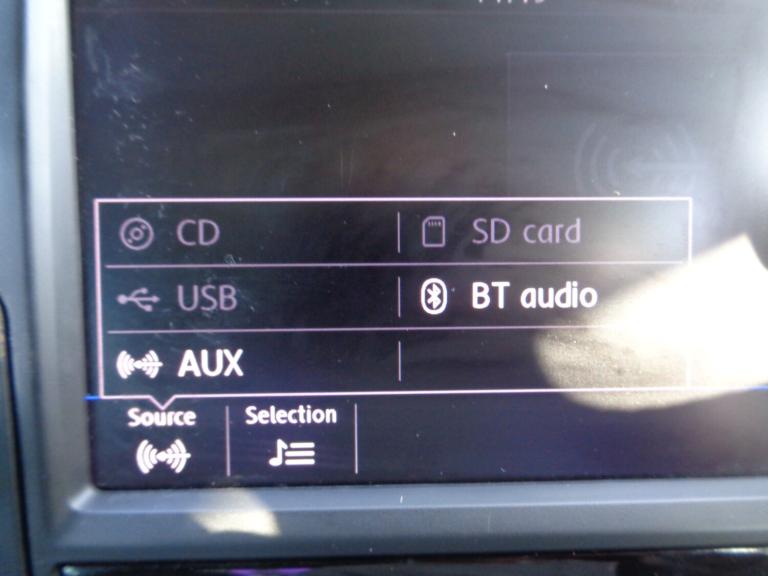 CD
SD card
USB
BT audio
AUX
Source
Selection